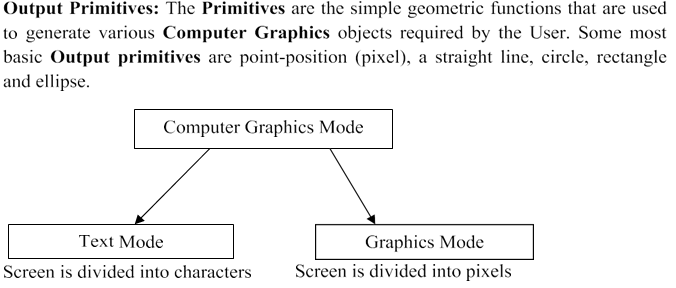 Output Primitives: The Primitives are the simple geometric functions that are used
to generate various Computer Graphics objects required by the User. Some most
basic Output primitives are point-position (pixel), a straight line, circle, rectangle
and ellipse.
Computer Graphics Mode
Text Mode
Graphics Mode
Screen is divided into characters
Screen is divided into pixels